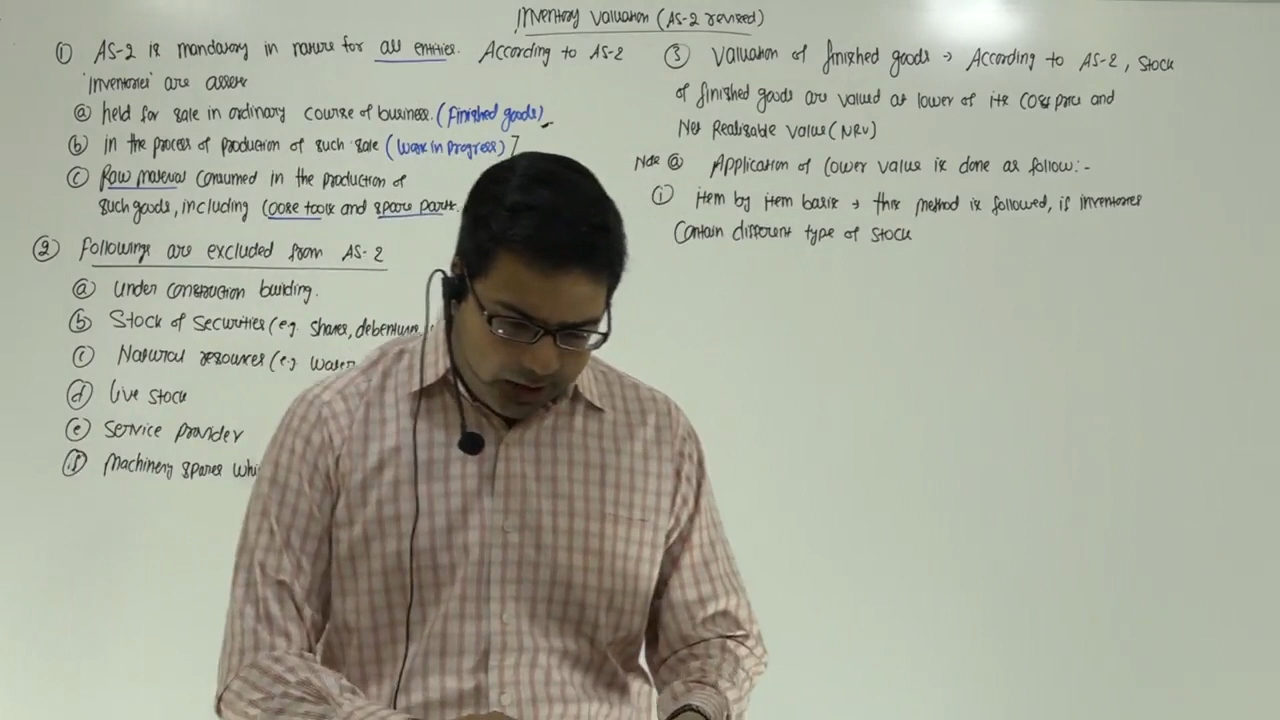 Inventory Valuation (AS-2 revised)
① AS-2 is mandatory in nature for all entities. According to AS-2
'inventories' are assets
ⓐ held for sale in ordinary course of business. (Finished goods)
ⓑ in the process of production of such sale (Work in progress)
ⓒ Raw material consumed in the production of
such goods, including loose tools and spare parts.
② Followings are excluded from AS-2
ⓐ Under construction building.
ⓑ Stock of securities (e.g. shares, debentures,
ⓒ Natural resources (e.g. water
ⓓ Live stock
ⓔ Service provider
ⓕ Machinery spares
③ Valuation of finished goods → According to AS-2, Stock
of finished goods are valued at lower of its Cost price and
Net Realisable value (NRV)
Note ⓐ Application of lower value is done as follow:-
ⓘ item by item basis → this method is followed, if inventories
Contain different type of stock